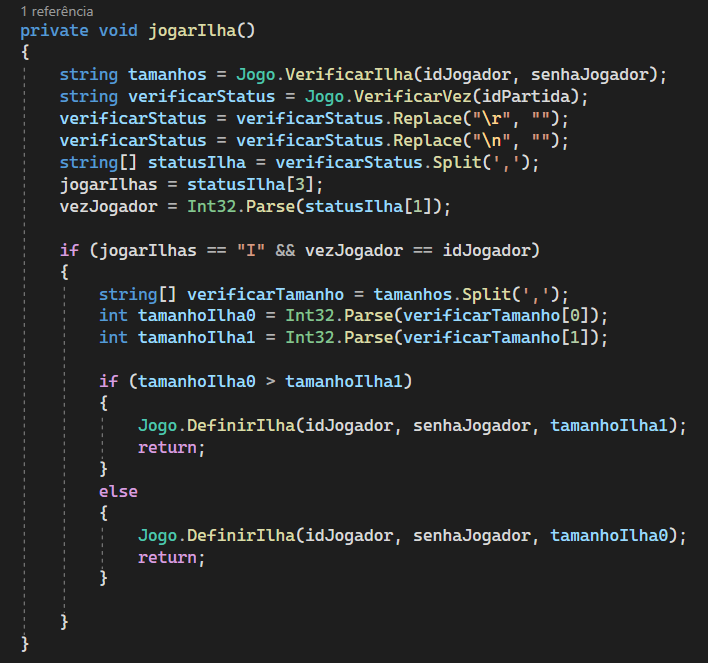 1 referência
private void jogarIlha()
{
string tamanhos = Jogo.VerificarIlha(idJogador, senhaJogador);
string verificarStatus = Jogo.VerificarVez(idPartida);
verificarStatus = verificarStatus.Replace("\r", "");
verificarStatus = verificarStatus.Replace("\n", "");
string[] statusIlha = verificarStatus.Split(',');
jogarIlhas = statusIlha[3];
vezJogador = Int32.Parse(statusIlha[1]);
if (jogarIlhas == "I" && vezJogador == idJogador)
{
string[] verificarTamanho = tamanhos.Split(',');
int tamanhoIlha0 = Int32.Parse(verificarTamanho[0]);
int tamanhoIlha1 = Int32.Parse(verificarTamanho[1]);
if (tamanhoIlha0 > tamanhoIlha1)
{
Jogo.DefinirIlha(idJogador, senhaJogador, tamanhoIlha1);
return;
}
else
{
Jogo.DefinirIlha(idJogador, senhaJogador, tamanhoIlha0);
return;
}
}
}